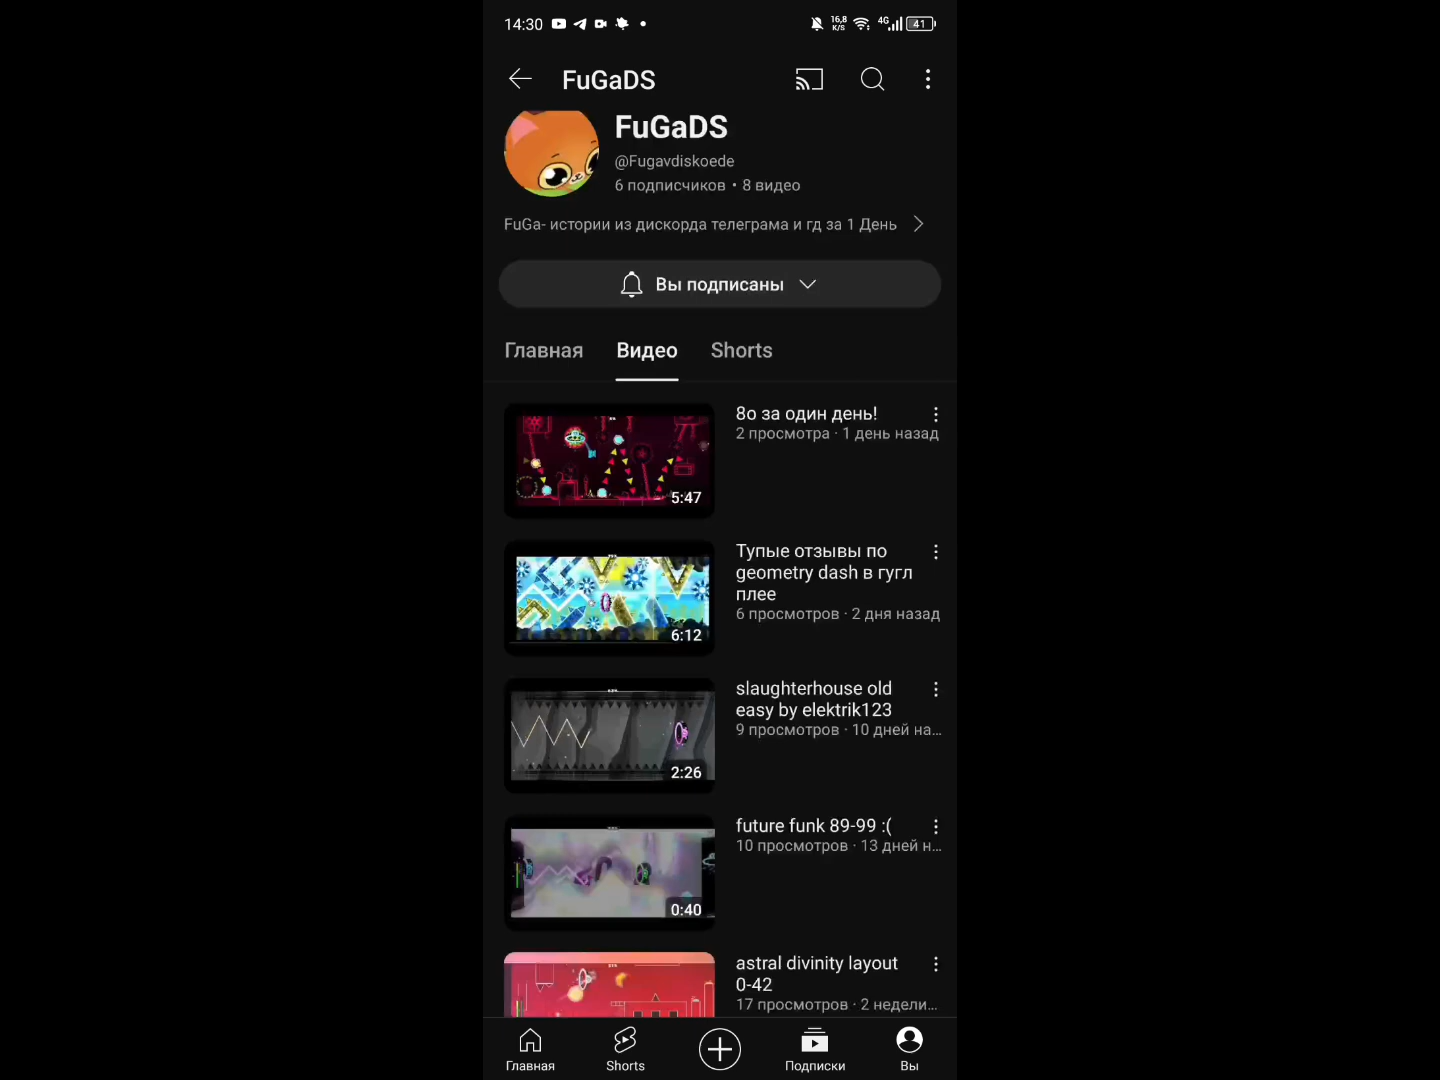 14:30
16,8 K/S
4G
41
FuGaDS
FuGaDS
@Fugavdiskoede
6 подписчиков • 8 видео
FuGa- истории из дискорда телеграма и гд за 1 День
Вы подписаны
Главная Видео Shorts
8о за один день!
2 просмотра · 1 день назад
5:47
Тупые отзывы по
geometry dash в гугл
плее
6 просмотров · 2 дня назад
6:12
slaughterhouse old
easy by elektrik123
9 просмотров · 10 дней на...
2:26
future funk 89-99 :(
10 просмотров · 13 дней н...
0:40
astral divinity layout
0-42
17 просмотров · 2 недели...
Главная Shorts Подписки Вы